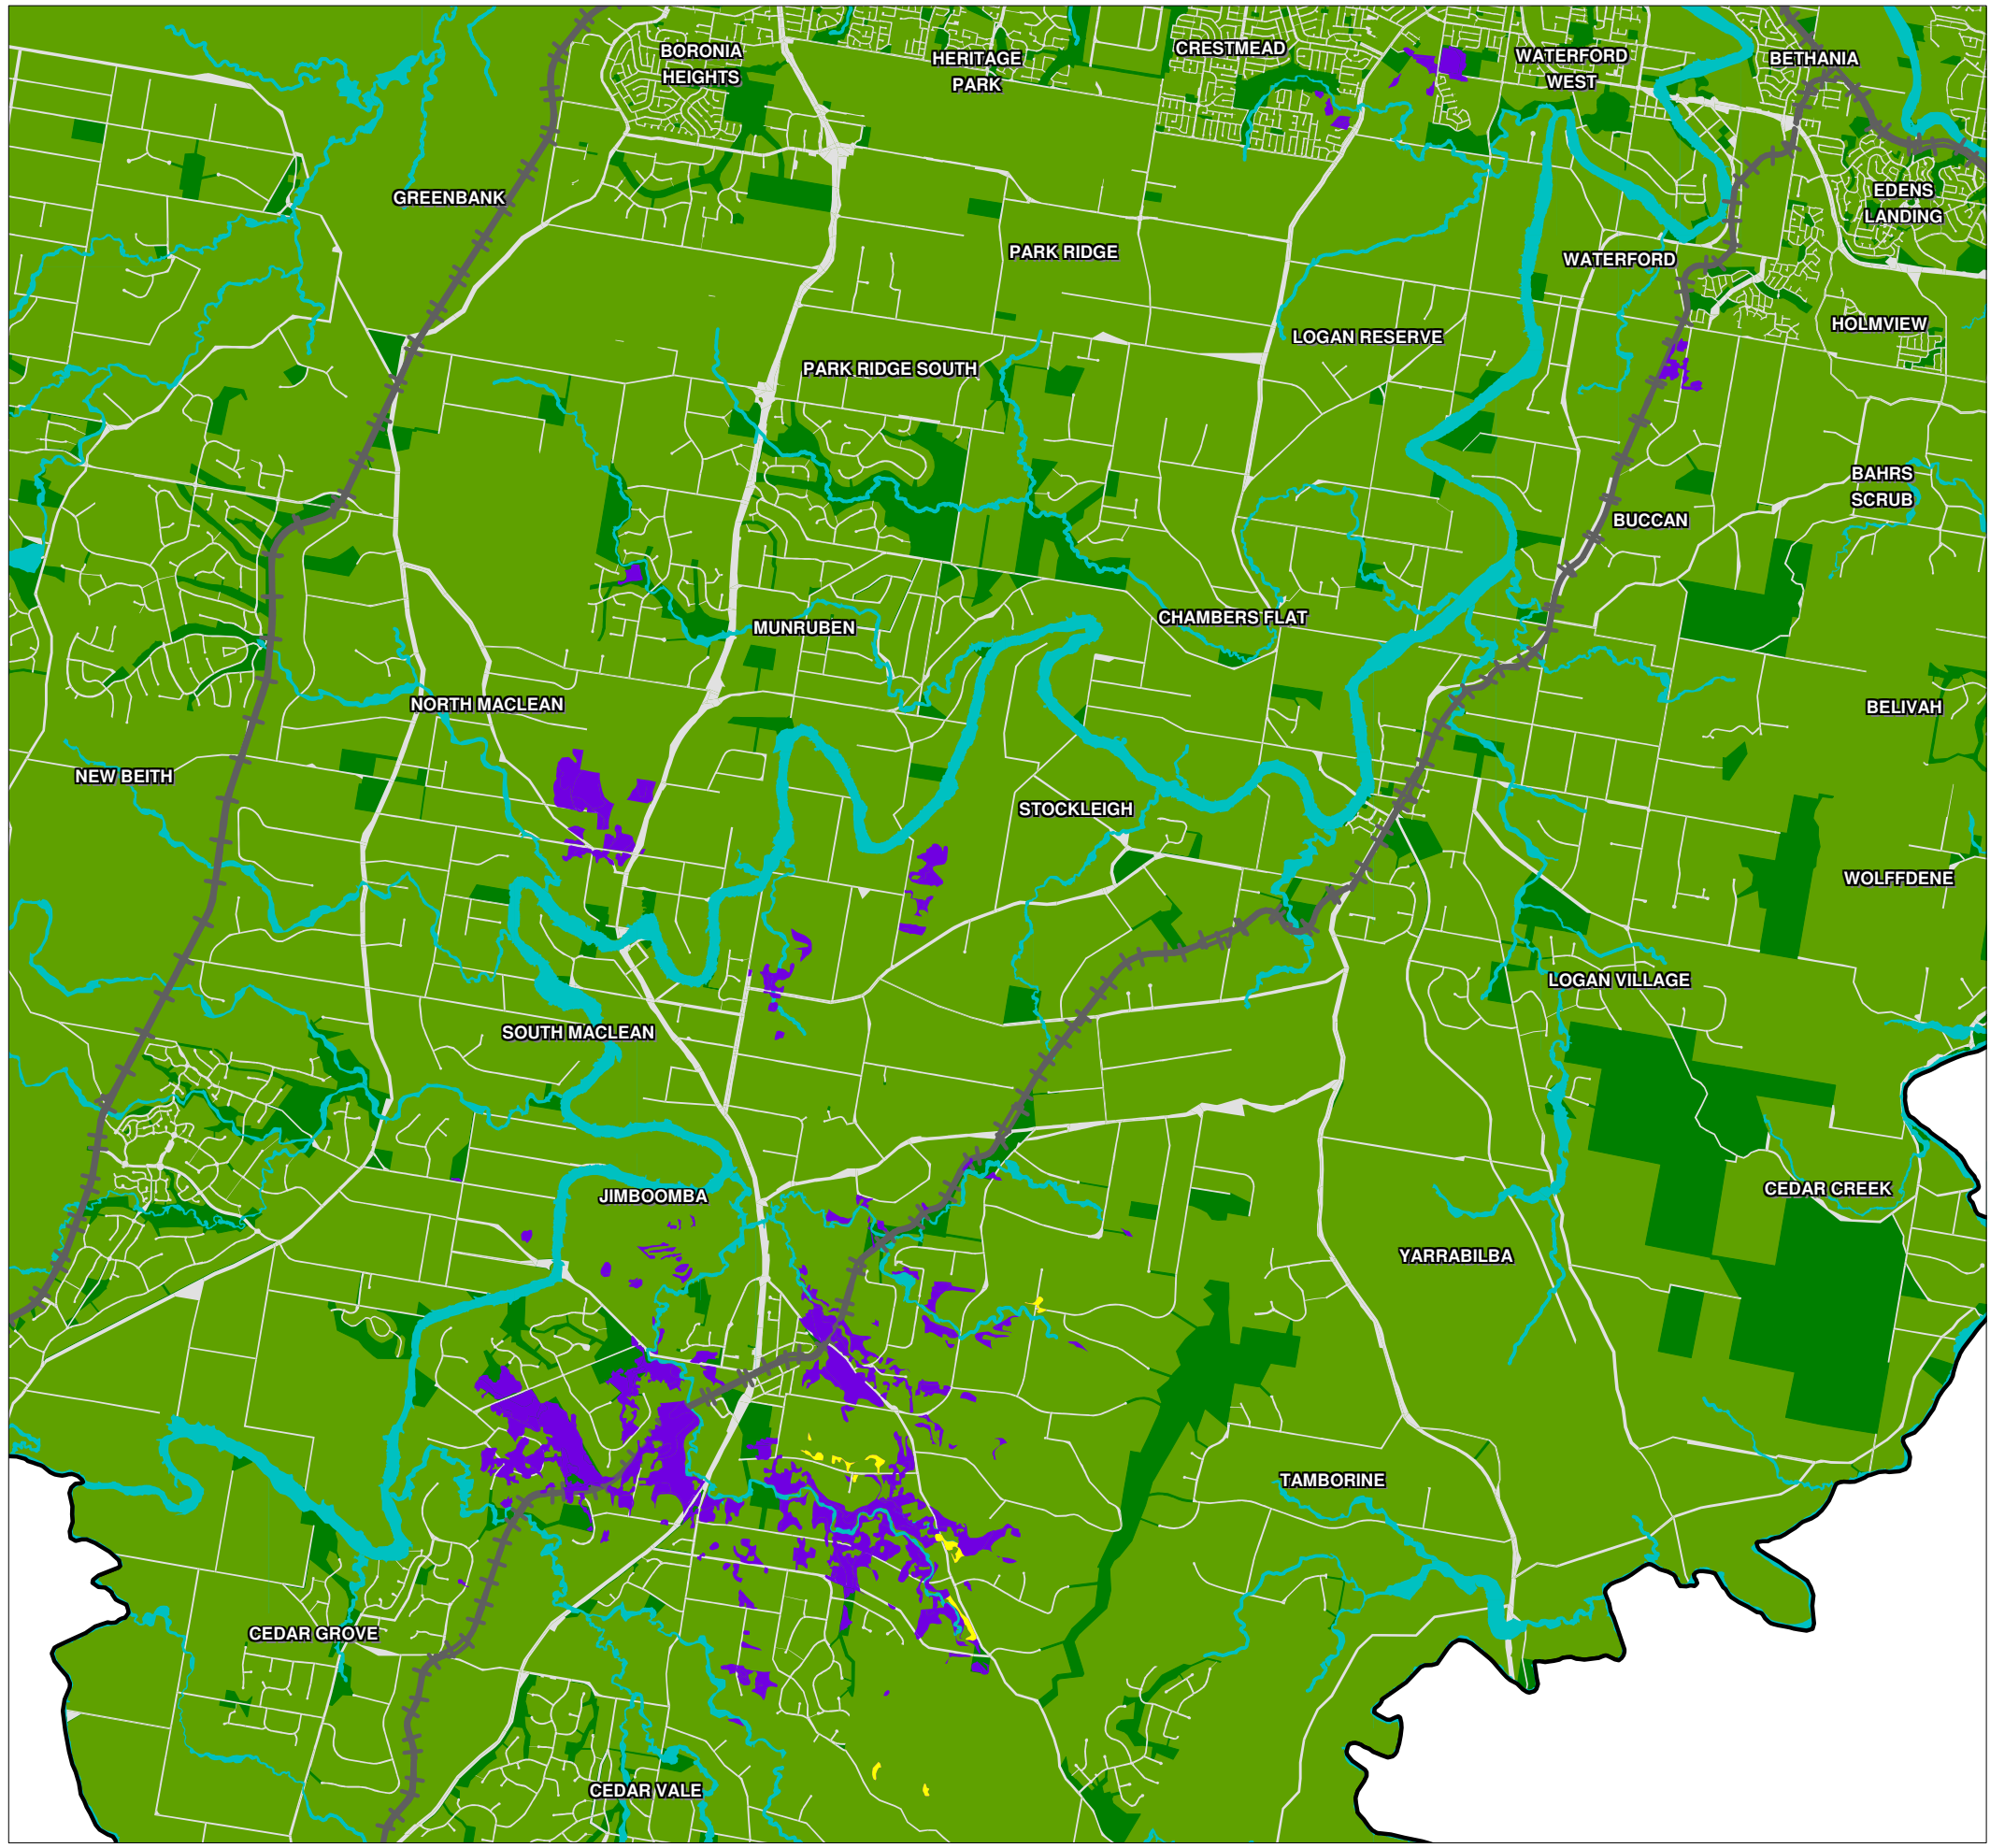 BORONIA
HEIGHTS
HERITAGE
PARK
CRESTMEAD
WATERFORD
WEST
BETHANIA
GREENBANK
EDENS
LANDING
PARK RIDGE
WATERFORD
HOLMVIEW
LOGAN RESERVE
PARK RIDGE SOUTH
BAHRS
SCRUB
BUCCAN
CHAMBERS FLAT
MUNRUBEN
NORTH MACLEAN
BELIVAH
NEW BEITH
STOCKLEIGH
WOLFFDENE
LOGAN VILLAGE
SOUTH MACLEAN
CEDAR CREEK
JIMBOOMBA
YARRABILBA
TAMBORINE
CEDAR GROVE
CEDAR VALE